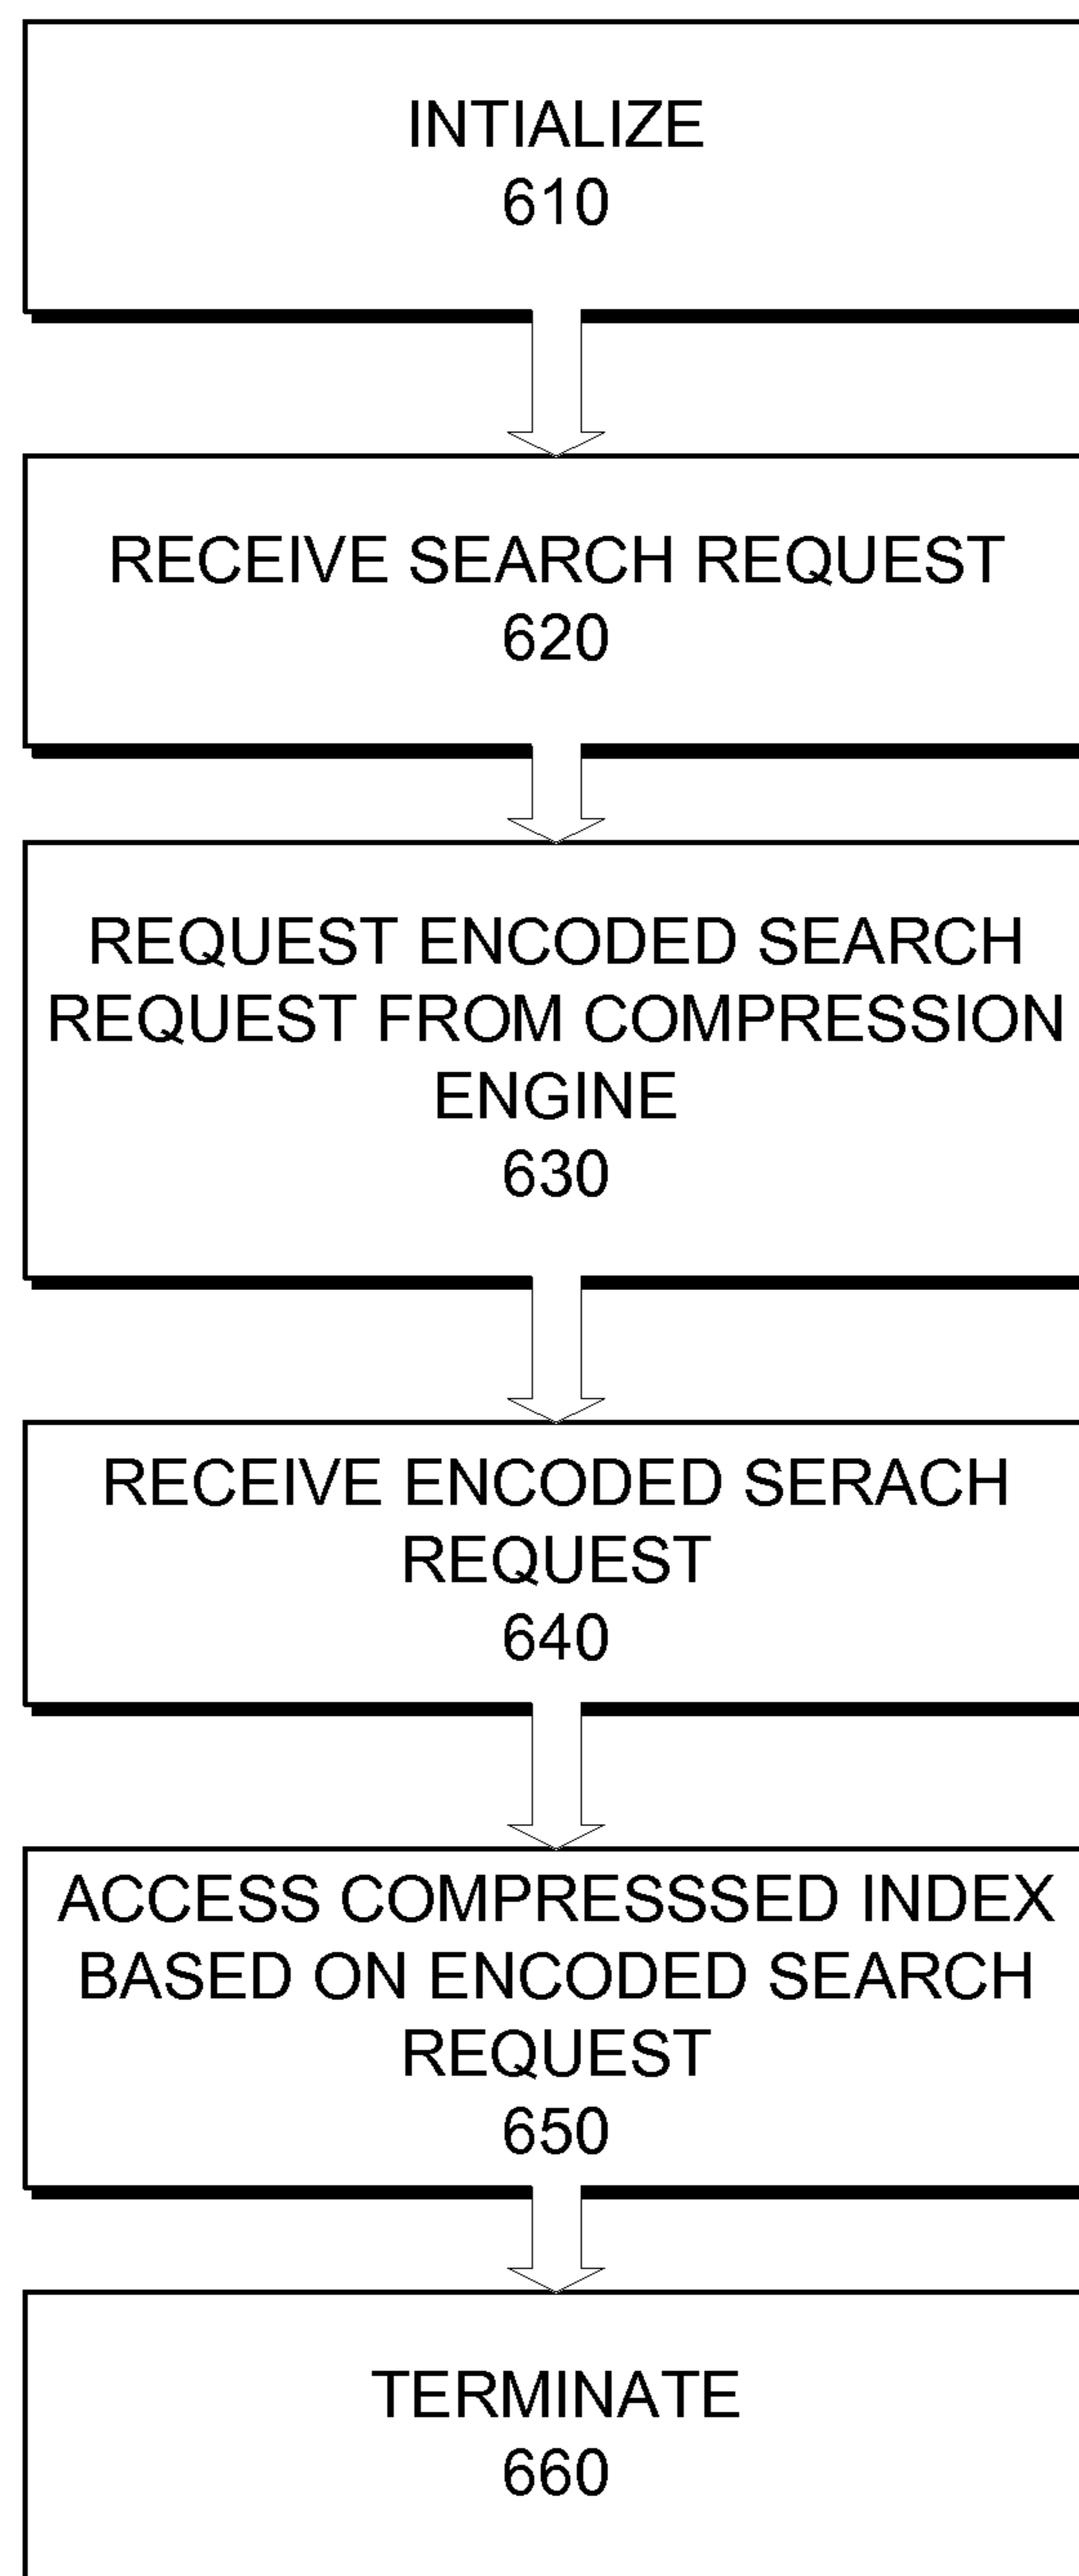 INTIALIZE
610
RECEIVE SEARCH REQUEST
620
REQUEST ENCODED SEARCH
REQUEST FROM COMPRESSION
ENGINE
630
RECEIVE ENCODED SERACH
REQUEST
640
ACCESS COMPRESSSED INDEX
BASED ON ENCODED SEARCH
REQUEST
650
TERMINATE
660